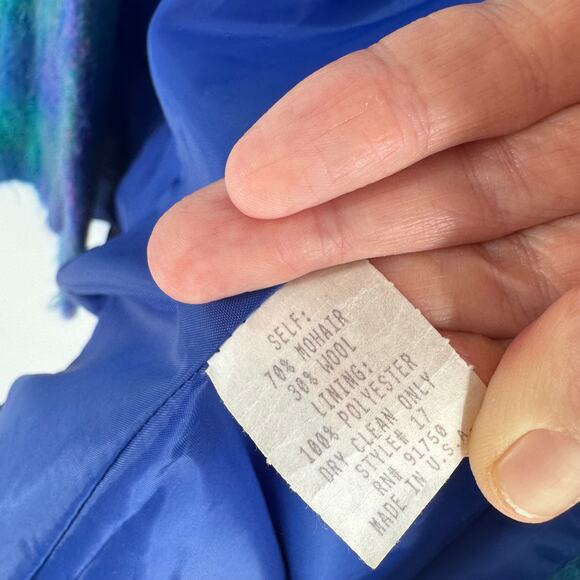 SELF:
70% MOHAIR
30% WOOL
LINING:
100% POLYESTER
DRY CLEAN ONLY
STYLE# 17
RN# 91750
MADE IN U.S.A.